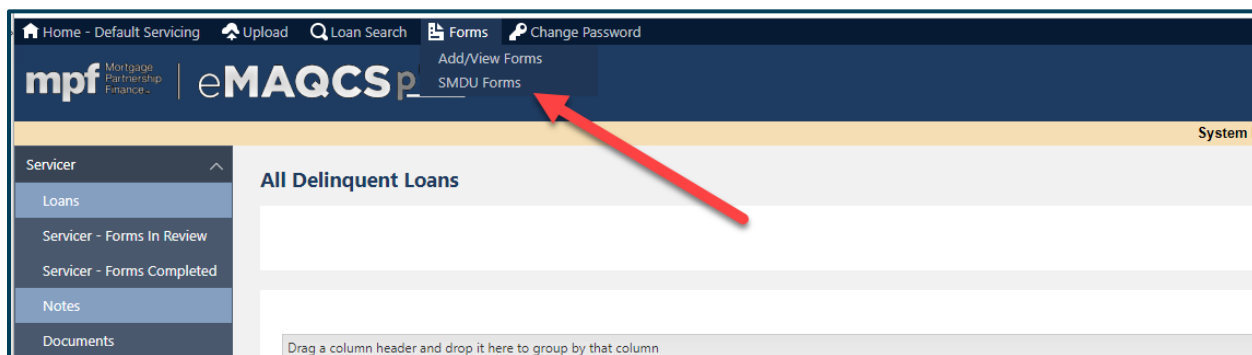 Home - Default Servicing Upload Loan Search Forms Change Password
Add/View Forms
SMDU Forms
mpf Mortgage
Partnership
Finance
eMAQCS
System
Servicer
Loans
Servicer - Forms In Review
Servicer - Forms Completed
Notes
Documents
All Delinquent Loans
Drag a column header and drop it here to group by that column